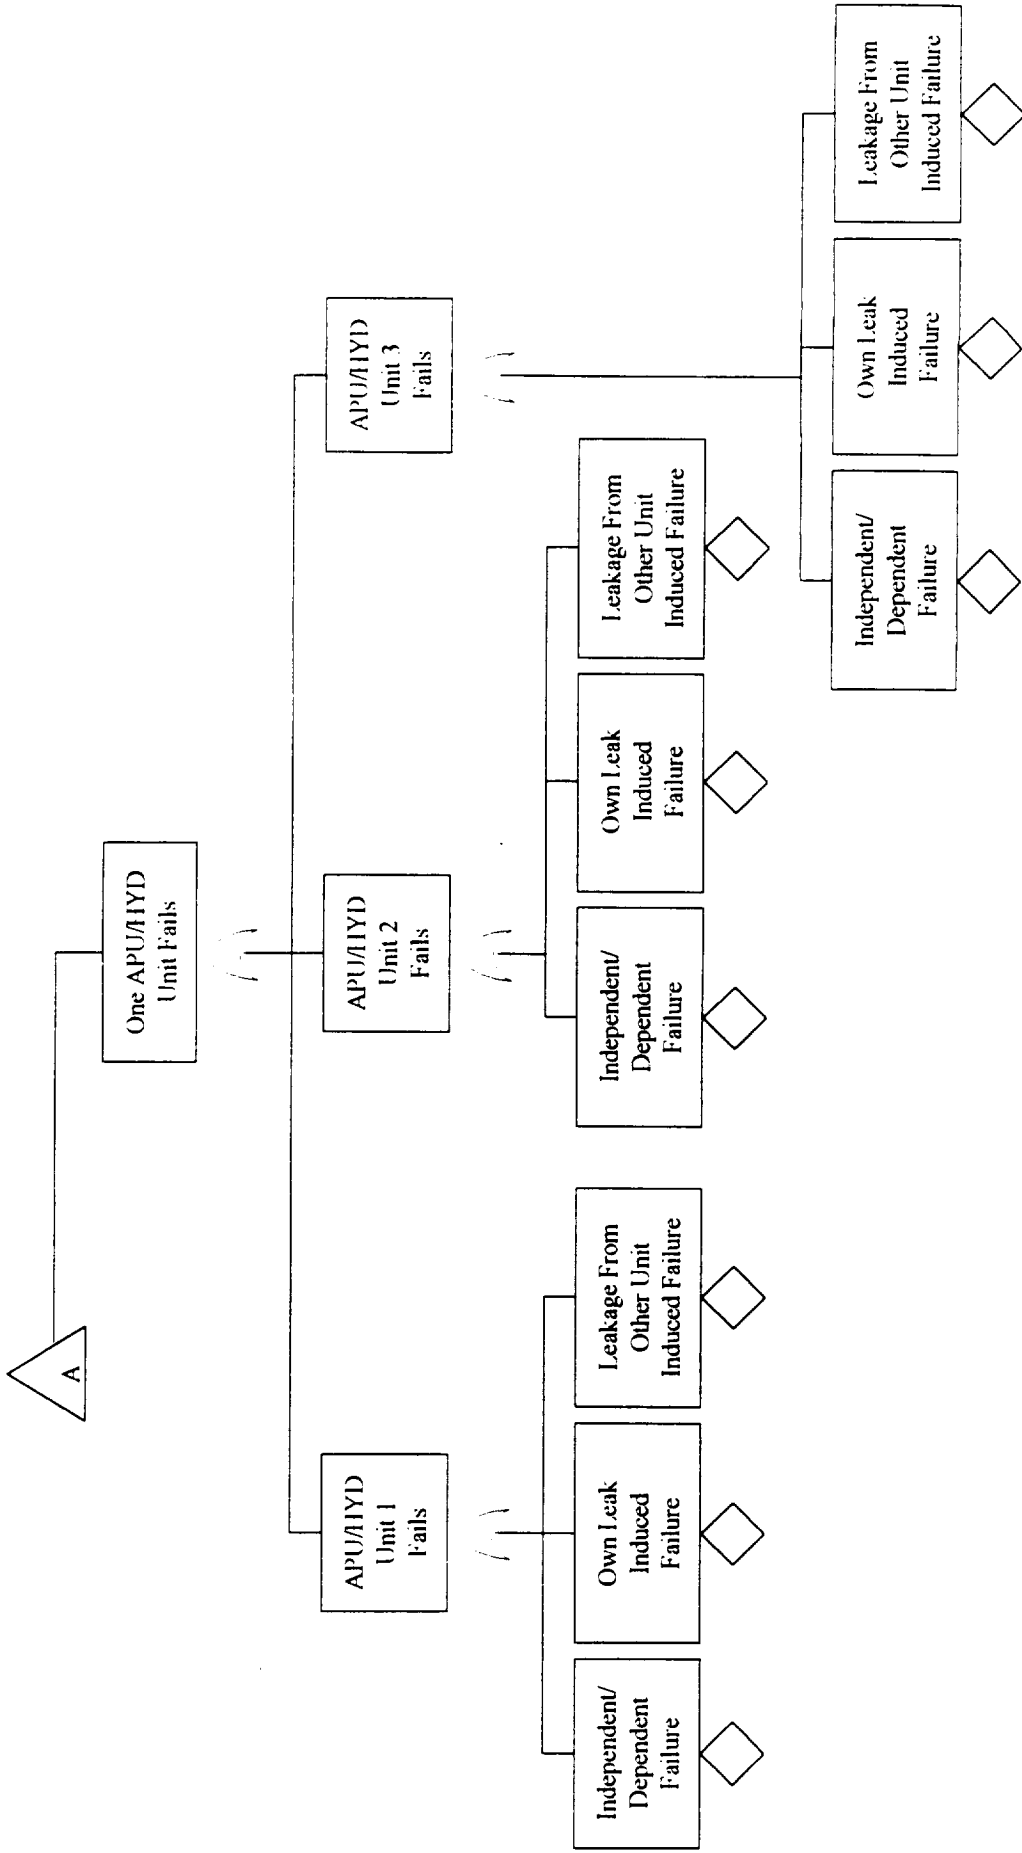 A
One APU/HYD
Unit Fails
APU/HYD
Unit 1
Fails
APU/HYD
Unit 2
Fails
APU/HYD
Unit 3
Fails
Independent/
Dependent
Failure
Own Leak
Induced
Failure
Leakage From
Other Unit
Induced Failure
Independent/
Dependent
Failure
Own Leak
Induced
Failure
Leakage From
Other Unit
Induced Failure
Independent/
Dependent
Failure
Own Leak
Induced
Failure
Leakage From
Other Unit
Induced Failure